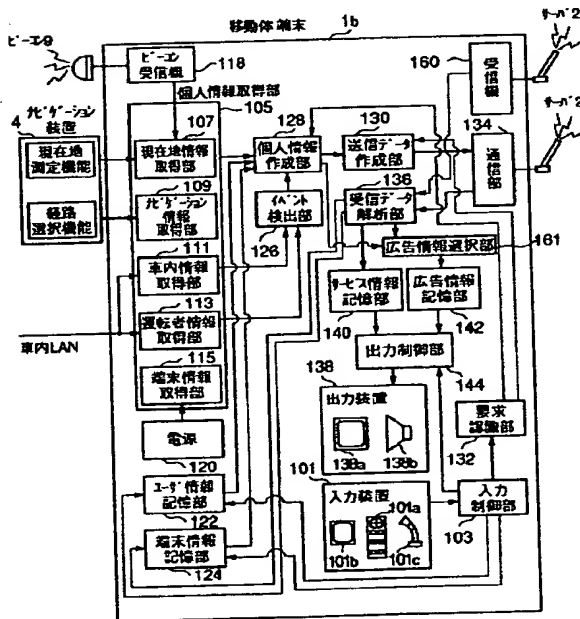 移動体端末
1b
ビーコン9
ビーコン
受信機
118
160
受信機
サーバ2
サーバ2
個人情報取得部
105
ナビゲーション
装置
4
現在地
測定機能
経路
選択機能
107
現在地情報
取得部
109
ナビゲーション
情報
取得部
111
車内情報
取得部
113
運転者情報
取得部
115
端末情報
取得部
車内LAN
128
個人情報
作成部
130
送信データ
作成部
134
通信部
136
受信データ
解析部
イベント
検出部
126
広告情報選択部
161
サービス情報
記憶部
140
広告情報
記憶部
142
出力制御部
144
138
出力装置
138a
138b
要求
認識部
132
電源
120
ユーザ情報
記憶部
122
端末情報
記憶部
124
101
入力装置
101a
101b
101c
入力
制御部
103